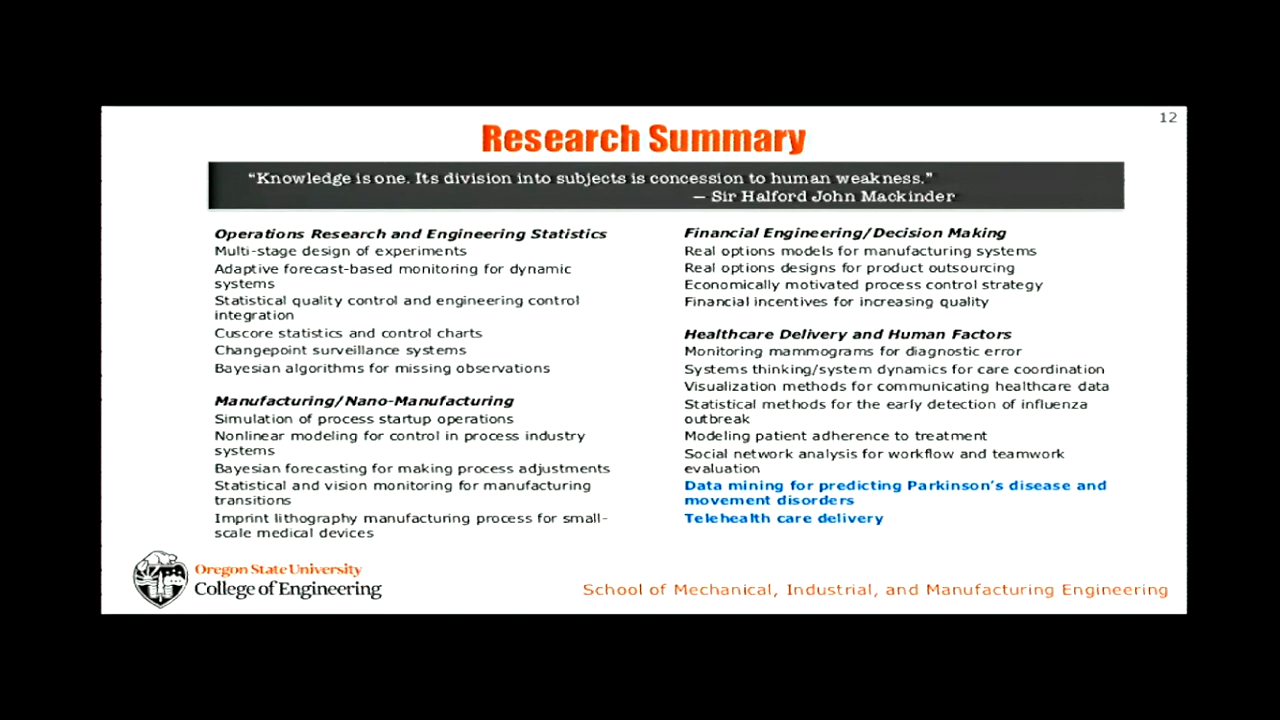 12
Research Summary
"Knowledge is one. Its division into subjects is concession to human weakness."
— Sir Halford John Mackinder
Operations Research and Engineering Statistics
Multi-stage design of experiments
Adaptive forecast-based monitoring for dynamic
systems
Statistical quality control and engineering control
integration
Cuscore statistics and control charts
Changepoint surveillance systems
Bayesian algorithms for missing observations
Manufacturing/Nano-Manufacturing
Simulation of process startup operations
Nonlinear modeling for control in process industry
systems
Bayesian forecasting for making process adjustments
Statistical and vision monitoring for manufacturing
transitions
Imprint lithography manufacturing process for small-
scale medical devices
Financial Engineering/Decision Making
Real options models for manufacturing systems
Real options designs for product outsourcing
Economically motivated process control strategy
Financial incentives for increasing quality
Healthcare Delivery and Human Factors
Monitoring mammograms for diagnostic error
Systems thinking/system dynamics for care coordination
Visualization methods for communicating healthcare data
Statistical methods for the early detection of influenza
outbreak
Modeling patient adherence to treatment
Social network analysis for workflow and teamwork
evaluation
Data mining for predicting Parkinson's disease and
movement disorders
Telehealth care delivery
Oregon State University
College of Engineering
School of Mechanical, Industrial, and Manufacturing Engineering